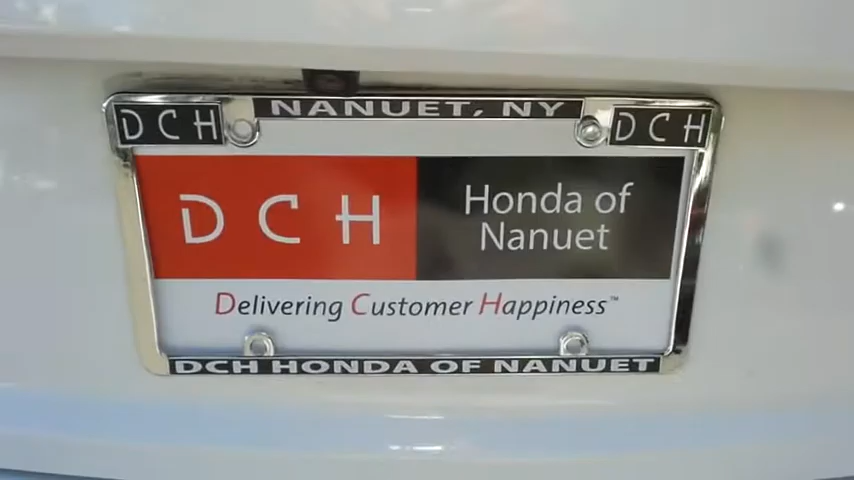 DCH NANUET, NY DCH
DCH Honda of
Nanuet
Delivering Customer Happiness™
DCH HONDA OF NANUET